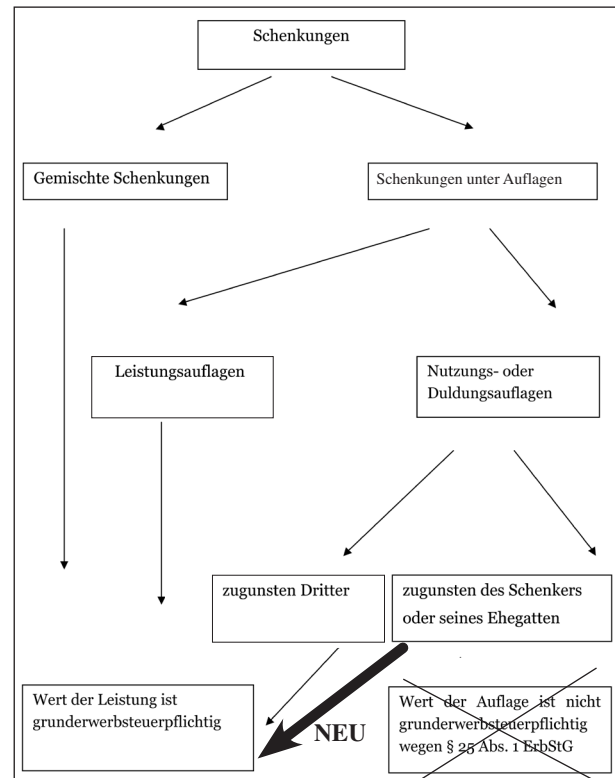 Schenkungen
Gemischte Schenkungen
Schenkungen unter Auflagen
Leistungsauflagen
Nutzungs- oder
Duldungsauflagen
zugunsten Dritter
zugunsten des Schenkers
oder seines Ehegatten
Wert der Leistung ist
grunderwerbsteuerpflichtig
NEU
Wert der Auflage ist nicht
grunderwerbsteuerpflichtig
wegen § 25 Abs. 1 ErbStG